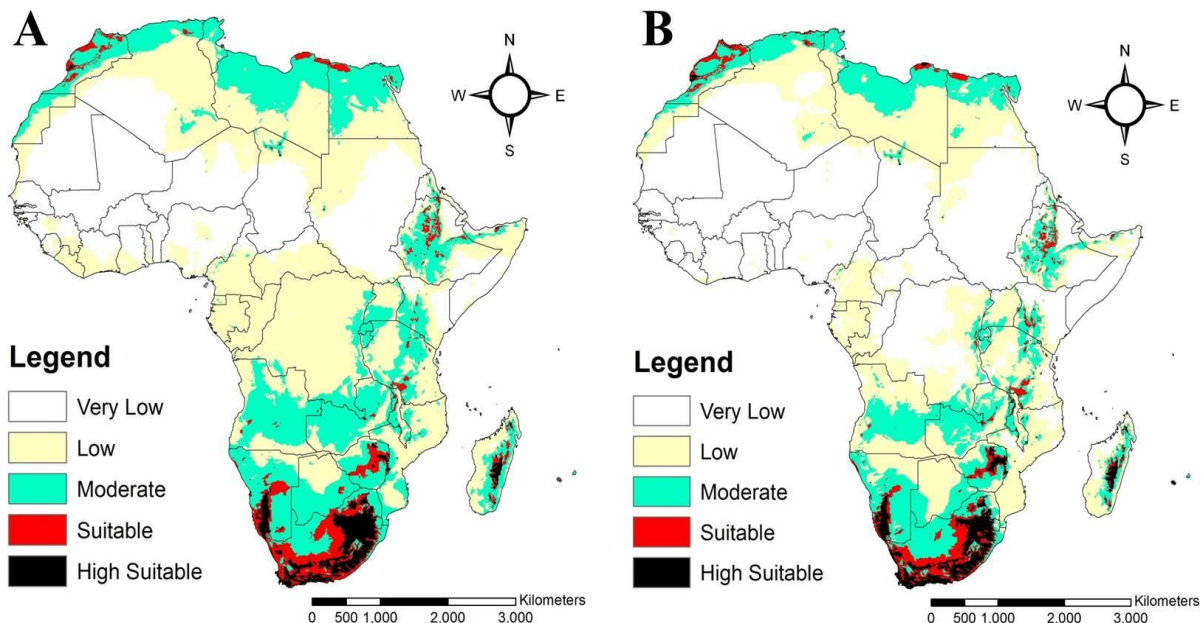 A
N
W E
S
Legend
Very Low
Low
Moderate
Suitable
High Suitable
Kilometers
0 500 1.000 2.000 3.000
B
N
W E
S
Legend
Very Low
Low
Moderate
Suitable
High Suitable
Kilometers
0 500 1.000 2.000 3.000